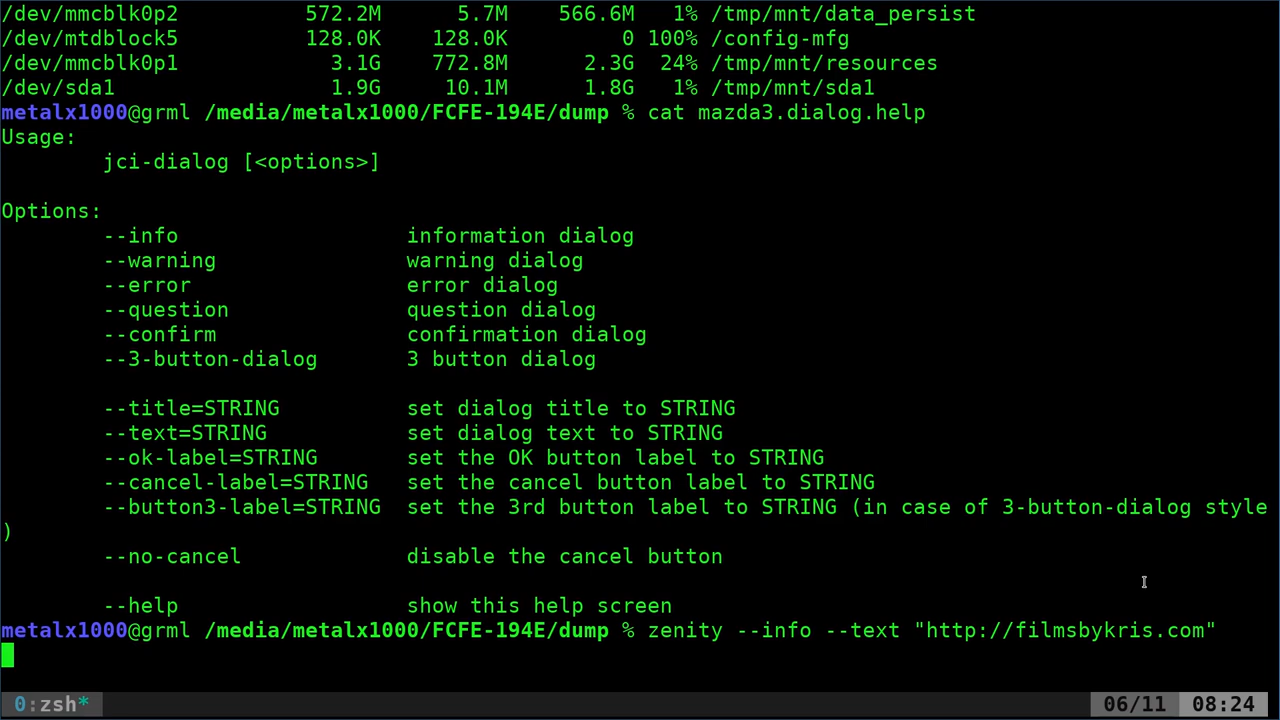 /dev/mmcblk0p2          572.2M      5.7M    566.6M   1% /tmp/mnt/data_persist
/dev/mtdblock5          128.0K    128.0K         0 100% /config-mfg
/dev/mmcblk0p1            3.1G    772.8M      2.3G  24% /tmp/mnt/resources
/dev/sda1                 1.9G     10.1M      1.8G   1% /tmp/mnt/sda1
metalx1000@grml /media/metalx1000/FCFE-194E/dump % cat mazda3.dialog.help
Usage:
        jci-dialog [<options>]
Options:
        --info                  information dialog
        --warning               warning dialog
        --error                 error dialog
        --question              question dialog
        --confirm               confirmation dialog
        --3-button-dialog       3 button dialog
        --title=STRING          set dialog title to STRING
        --text=STRING           set dialog text to STRING
        --ok-label=STRING       set the OK button label to STRING
        --cancel-label=STRING   set the cancel button label to STRING
        --button3-label=STRING  set the 3rd button label to STRING (in case of 3-button-dialog style
)
        --no-cancel             disable the cancel button
        --help                  show this help screen
metalx1000@grml /media/metalx1000/FCFE-194E/dump % zenity --info --text "http://filmsbykris.com"
0:zsh* 06/11 08:24